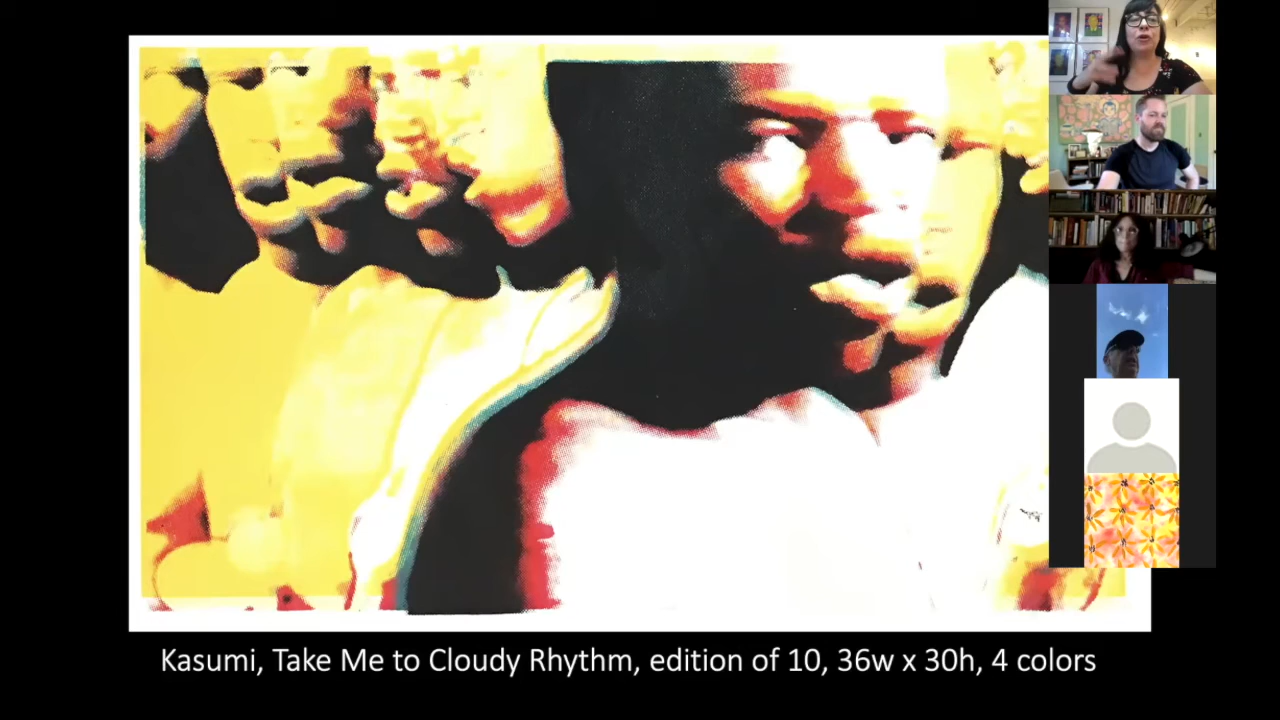 Kasumi, Take Me to Cloudy Rhythm, edition of 10, 36w x 30h, 4 colors